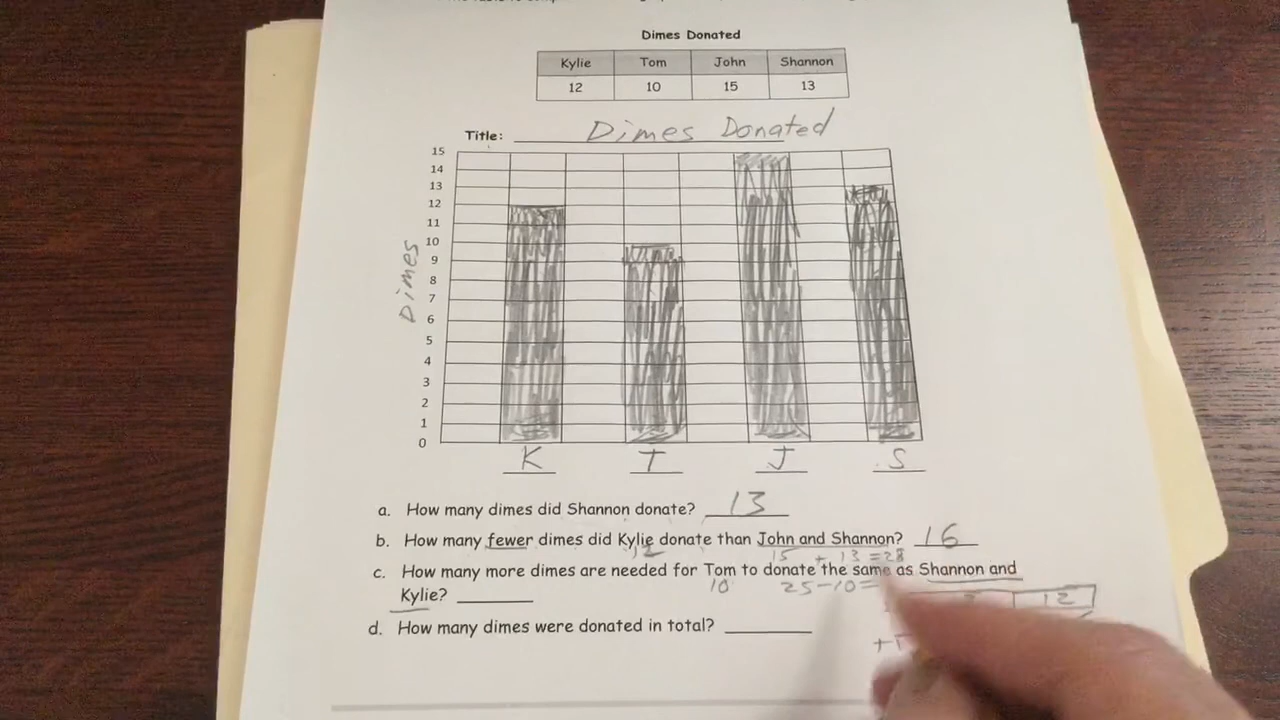 Dimes Donated
Kylie Tom John Shannon
12 10 15 13
Title: Dimes Donated
15
14
13
12
11
10
9
8
7
6
5
4
3
2
1
0
Dimes
K T J S
a. How many dimes did Shannon donate? 13
b. How many fewer dimes did Kylie donate than John and Shannon? 16
12 15 + 13 = 28
c. How many more dimes are needed for Tom to donate the same as Shannon and
10 25 - 10 =
Kylie?
12
d. How many dimes were donated in total?